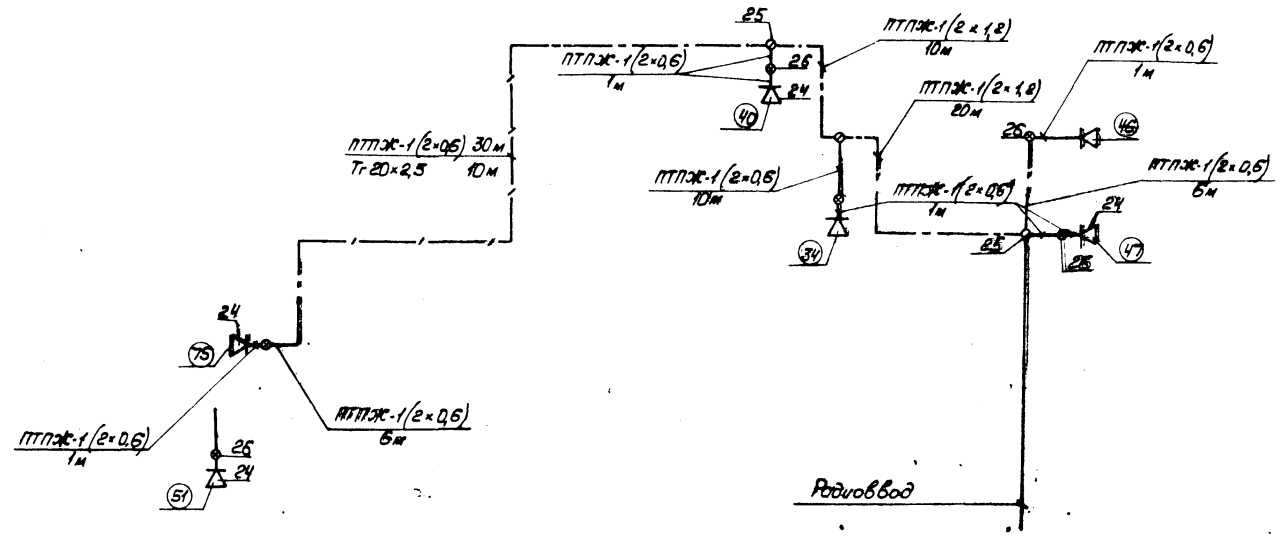 25
ПТПЖ-1(2×1,2)
10м
ПТПЖ-1(2×0,6)
1м
ПТПЖ-1(2×0,6)
1м
26
24
40
ПТПЖ-1(2×1,2)
20м
26
46
ПТПЖ-1(2×0,6) 30м
Тг 20×2,5 10м
ПТПЖ-1(2×0,6)
10м
ПТПЖ-1(2×0,6)
1м
ПТПЖ-1(2×0,6)
6м
24
34
25
26
47
24
75
ПТПЖ-1(2×0,6)
6м
ПТПЖ-1(2×0,6)
1м
26
24
51
Радиоввод